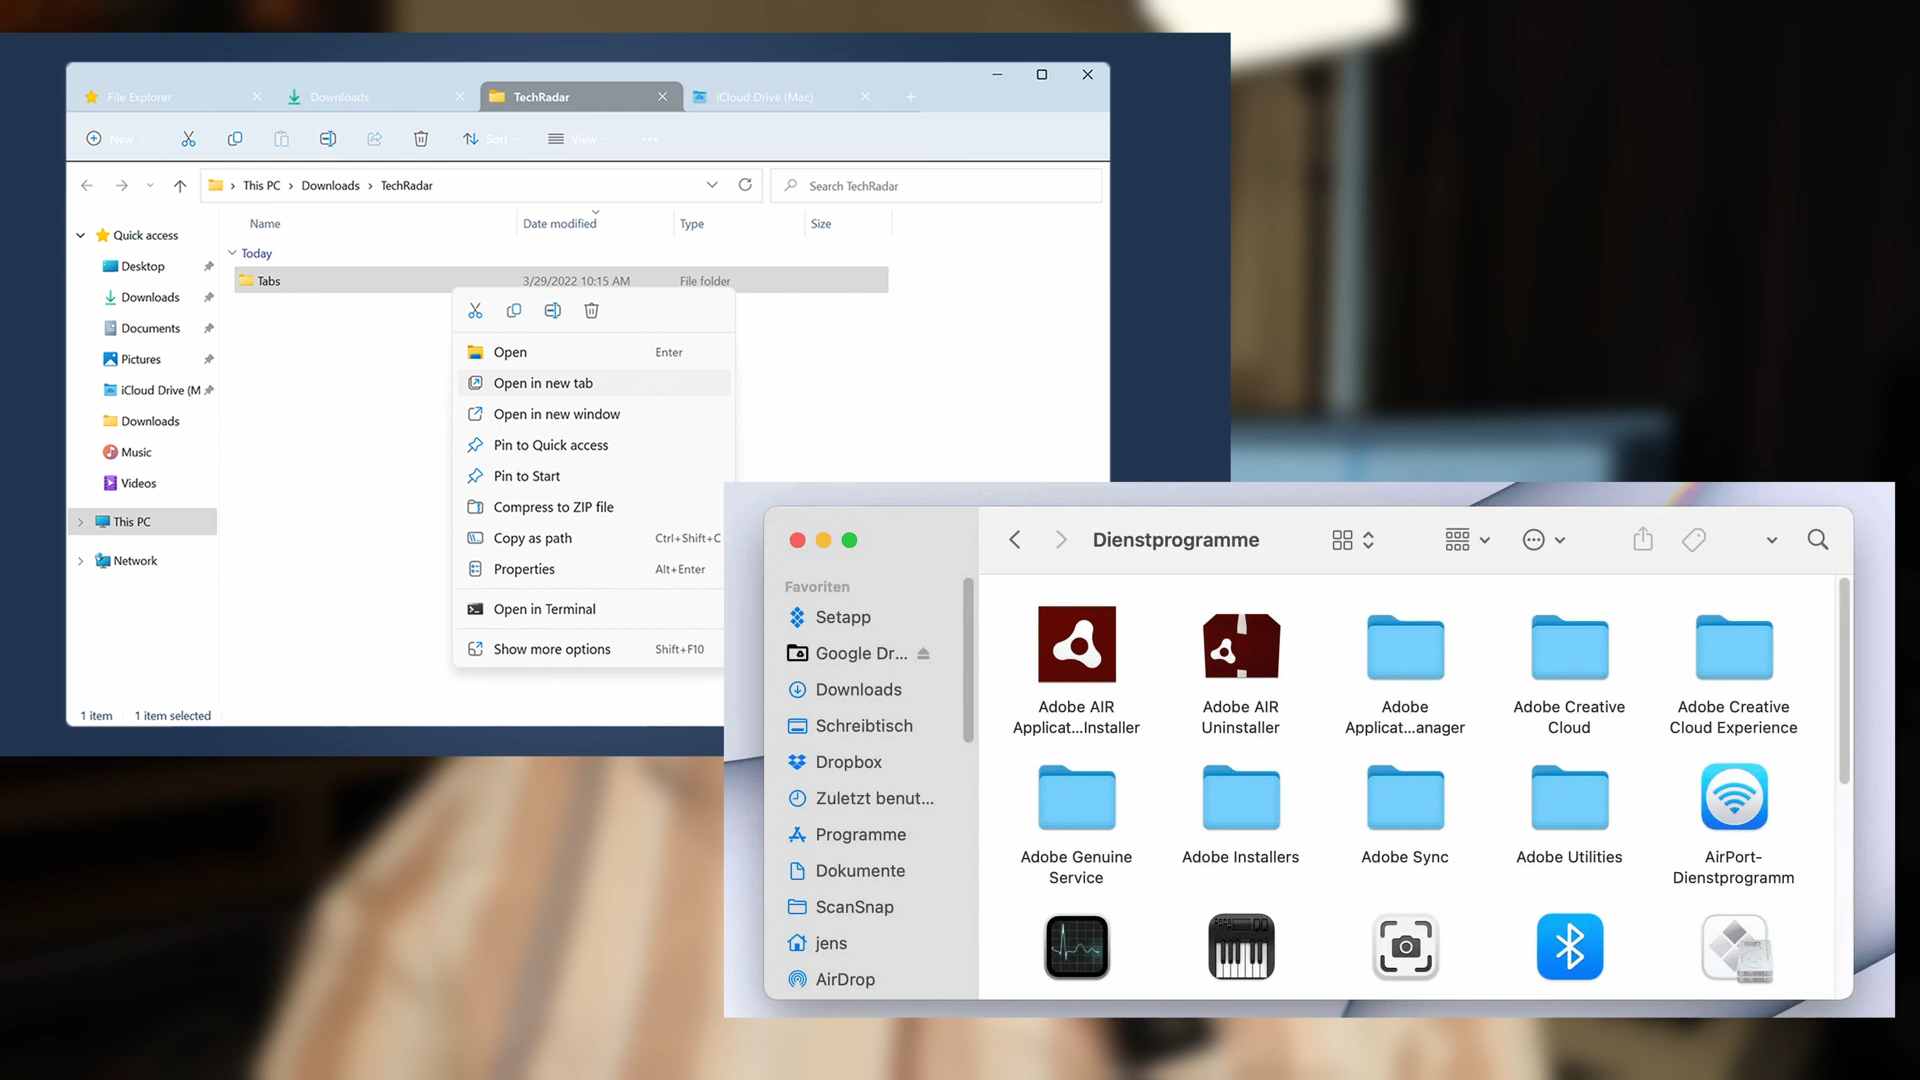 File Explorer
Downloads
TechRadar
iCloud Drive (Mac)
New
Sort
View
This PC > Downloads > TechRadar
Search TechRadar
Name
Date modified
Type
Size
Quick access
Desktop
Downloads
Documents
Pictures
iCloud Drive (M
Downloads
Music
Videos
This PC
Network
Today
Tabs 3/29/2022 10:15 AM File folder
Open Enter
Open in new tab
Open in new window
Pin to Quick access
Pin to Start
Compress to ZIP file
Copy as path Ctrl+Shift+C
Properties Alt+Enter
Open in Terminal
Show more options Shift+F10
1 item 1 item selected
Dienstprogramme
Favoriten
Setapp
Google Dr...
Downloads
Schreibtisch
Dropbox
Zuletzt benut...
Programme
Dokumente
ScanSnap
jens
AirDrop
Adobe AIR
Applicat...Installer
Adobe AIR
Uninstaller
Adobe
Applicat...anager
Adobe Creative
Cloud
Adobe Creative
Cloud Experience
Adobe Genuine
Service
Adobe Installers
Adobe Sync
Adobe Utilities
AirPort-
Dienstprogramm